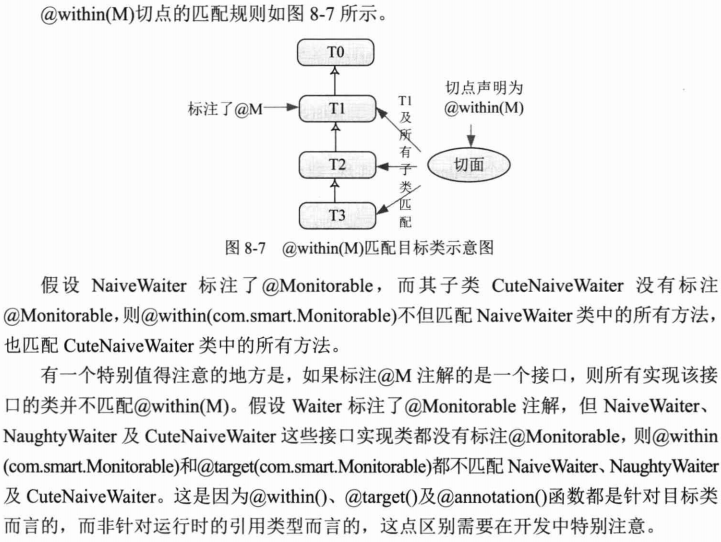 @within(M)切点的匹配规则如图 8-7 所示。
T0
切点声明为
@within(M)
标注了@M
T1
T1及所有子类匹配
T2
切面
T3
图 8-7 @within(M)匹配目标类示意图
假设 NaiveWaiter 标注了@Monitorable，而其子类 CuteNaiveWaiter 没有标注
@Monitorable，则@within(com.smart.Monitorable)不但匹配 NaiveWaiter 类中的所有方法，
也匹配 CuteNaiveWaiter 类中的所有方法。
有一个特别值得注意的地方是，如果标注@M 注解的是一个接口，则所有实现该接
口的类并不匹配@within(M)。假设 Waiter 标注了@Monitorable 注解，但 NaiveWaiter、
NaughtyWaiter 及 CuteNaiveWaiter 这些接口实现类都没有标注@Monitorable，则@within
(com.smart.Monitorable)和@target(com.smart.Monitorable)都不匹配 NaiveWaiter、NaughtyWaiter
及 CuteNaiveWaiter。这是因为@within()、@target()及@annotation()函数都是针对目标类
而言的，而非针对运行时的引用类型而言的，这点区别需要在开发中特别注意。